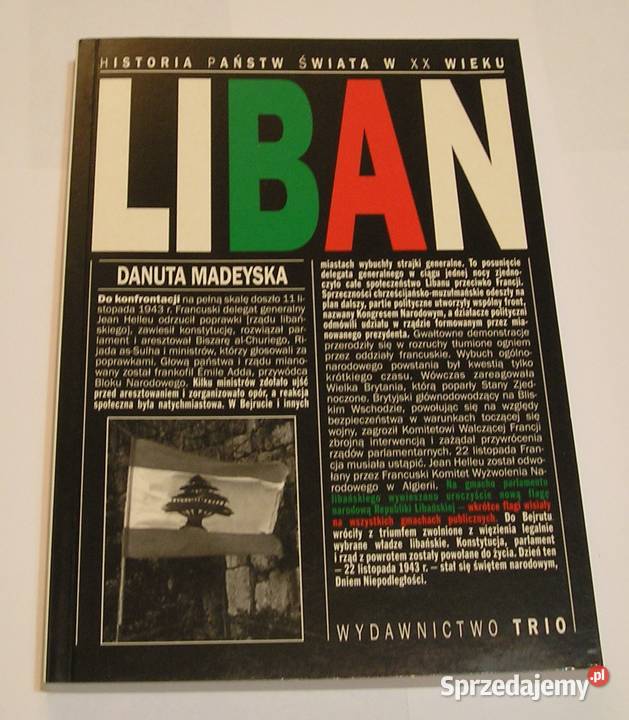 HISTORIA PAŃSTW ŚWIATA W XX WIEKU
LIBAN
DANUTA MADEYSKA
Do konfrontacji na pełną skalę doszło 11 li-
stopada 1943 r. Francuski delegat generalny
Jean Helleu odrzucił poprawki rządu libań-
skiego, zawiesił konstytucję, rozwiązał par-
lament i aresztował Biszarę al-Churiego, Ri-
jada as-Sulha i ministrów, którzy głosowali za
poprawkami. Głową państwa i rządu miano-
wany został frankofil Émile Adda, przywódca
Bloku Narodowego. Kilku ministrów zdołało ujść
przed aresztowaniem i zorganizowało opór, a reakcja
społeczna była natychmiastowa. W Bejrucie i innych
miastach wybuchły strajki generalne. To posunięcie
delegata generalnego w ciągu jednej nocy zjedno-
czyło całe społeczeństwo Libanu przeciwko Francji.
Sprzeczności chrześcijańsko-muzułmańskie odeszły na
plan dalszy, partie polityczne utworzyły wspólny front,
nazwany Kongresem Narodowym, a działacze polityczni
odmówili udziału w rządzie formowanym przez mia-
nowanego prezydenta. Gwałtowne demonstracje
przerodziły się w rozruchy tłumione ogniem
przez oddziały francuskie. Wybuch ogólno-
narodowego powstania był kwestią tylko
krótkiego czasu. Wówczas zareagowała
Wielka Brytania, którą poparły Stany Zjed-
noczone. Brytyjski głównodowodzący na Blis-
kim Wschodzie, powołując się na względy
bezpieczeństwa w warunkach toczącej się
wojny, zagroził Komitetowi Walczącej Francji
zbrojną interwencją i zażądał przywrócenia
rządów parlamentarnych. 22 listopada Fran-
cja musiała ustąpić. Jean Helleu został odwo-
łany przez Francuski Komitet Wyzwolenia Na-
rodowego w Algierii. Na gmachu parlamentu
libańskiego wywieszono uroczyście nową flagę
narodową Republiki Libańskiej – wkrótce flagi wisiały
na wszystkich gmachach publicznych. Do Bejrutu
wróciły z triumfem zwolnione z więzienia legalnie
wybrane władze libańskie. Konstytucja, parlament
i rząd z powrotem zostały powołane do życia. Dzień ten
– 22 listopada 1943 r. – stał się świętem narodowym,
Dniem Niepodległości.
WYDAWNICTWO TRIO
Sprzedajemy.pl